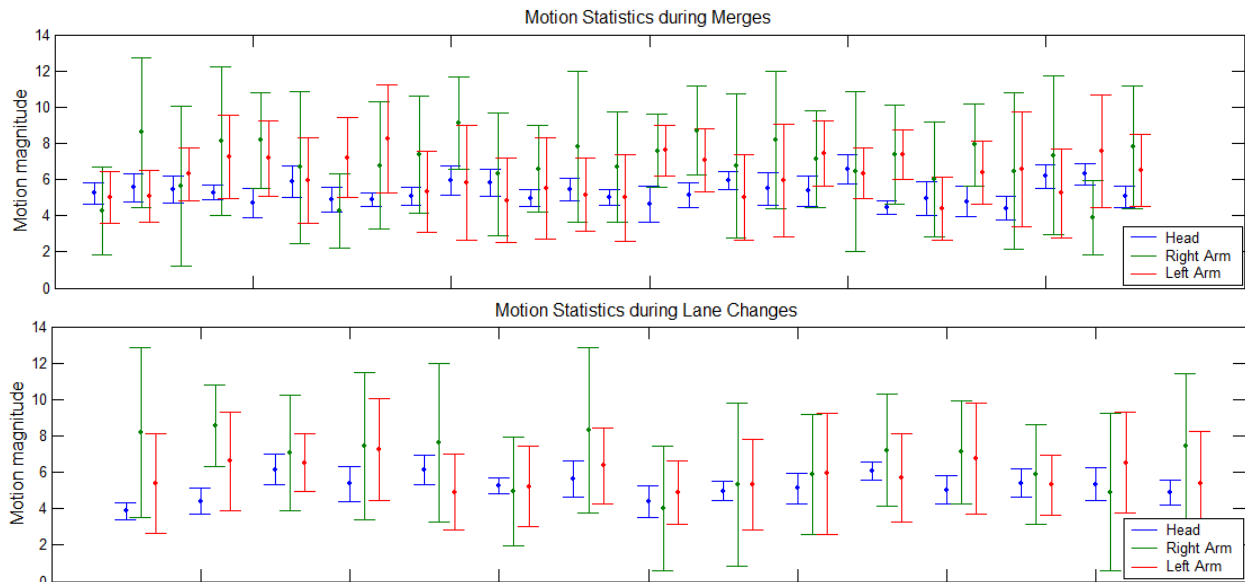 Motion Statistics during Merges
Motion magnitude
14
12
10
8
6
4
2
0
Head
Right Arm
Left Arm
Motion Statistics during Lane Changes
Motion magnitude
14
12
10
8
6
4
2
0
Head
Right Arm
Left Arm